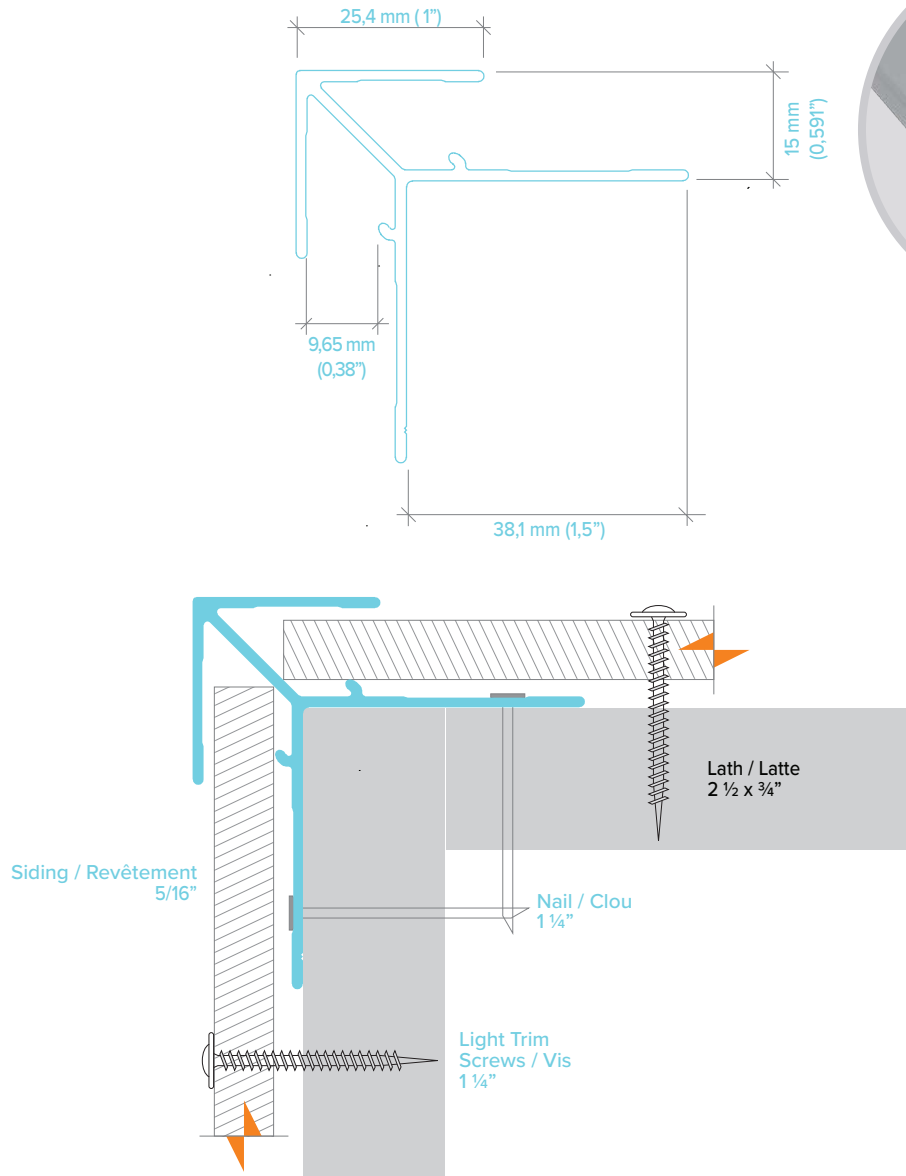 25,4 mm ( 1”)
15 mm
(0,591”)
9,65 mm
(0,38”)
38,1 mm (1,5”)
Lath / Latte
2 ½ x ¾”
Siding / Revêtement
5/16”
Nail / Clou
1 ¼”
Light Trim
Screws / Vis
1 ¼”